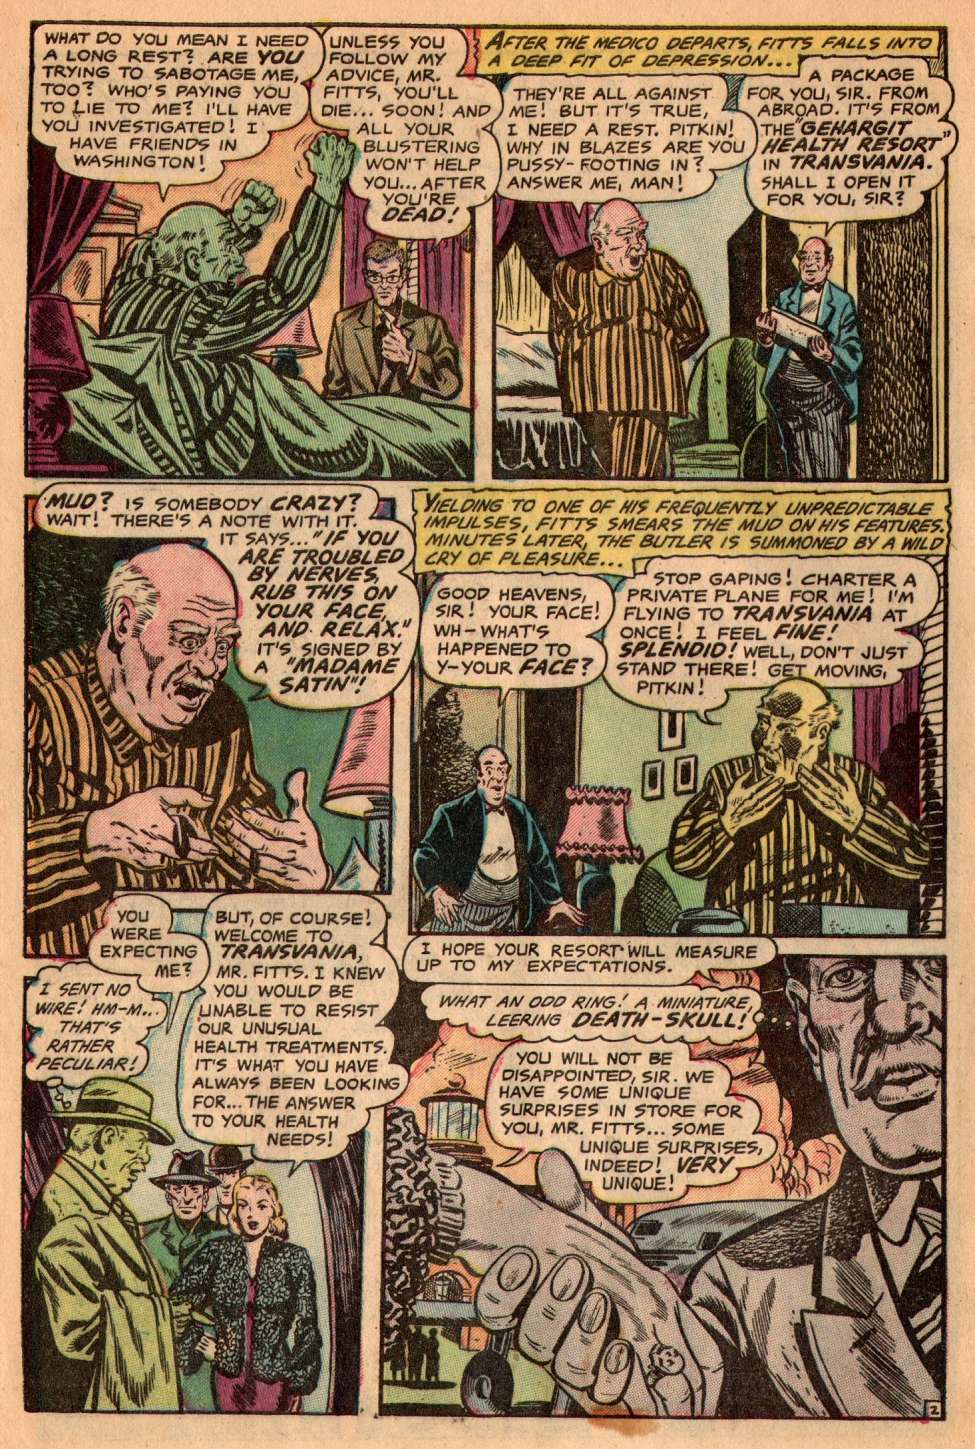 WHAT DO YOU MEAN I NEED
A LONG REST? ARE YOU
TRYING TO SABOTAGE ME,
TOO? WHO'S PAYING YOU
TO LIE TO ME? I'LL HAVE
YOU INVESTIGATED! I
HAVE FRIENDS IN
WASHINGTON!
UNLESS YOU
FOLLOW MY
ADVICE, MR.
FITTS, YOU'LL
DIE... SOON! AND
ALL YOUR
BLUSTERING
WON'T HELP
YOU... AFTER
YOU'RE
DEAD!
AFTER THE MEDICO DEPARTS, FITTS FALLS INTO
A DEEP FIT OF DEPRESSION...
THEY'RE ALL AGAINST
ME! BUT IT'S TRUE,
I NEED A REST. PITKIN!
WHY IN BLAZES ARE YOU
PUSSY-FOOTING IN?
ANSWER ME, MAN!
A PACKAGE
FOR YOU, SIR. FROM
ABROAD. IT'S FROM
THE "GEHARGIT
HEALTH RESORT"
IN TRANSVANIA.
SHALL I OPEN IT
FOR YOU, SIR?
MUD? IS SOMEBODY CRAZY?
WAIT! THERE'S A NOTE WITH IT.
IT SAYS... "IF YOU
ARE TROUBLED
BY NERVES,
RUB THIS ON
YOUR FACE,
AND RELAX."
IT'S SIGNED BY
A "MADAME
SATIN"!
YIELDING TO ONE OF HIS FREQUENTLY UNPREDICTABLE
IMPULSES, FITTS SMEARS THE MUD ON HIS FEATURES.
MINUTES LATER, THE BUTLER IS SUMMONED BY A WILD
CRY OF PLEASURE...
GOOD HEAVENS,
SIR! YOUR FACE!
WH-WHAT'S
HAPPENED TO
Y-YOUR FACE?
STOP GAPING! CHARTER A
PRIVATE PLANE FOR ME! I'M
FLYING TO TRANSVANIA AT
ONCE! I FEEL FINE!
SPLENDID! WELL, DON'T JUST
STAND THERE! GET MOVING,
PITKIN!
YOU
WERE
EXPECTING
ME?
I SENT NO
WIRE! HM-M...
THAT'S
RATHER
PECULIAR!
BUT, OF COURSE!
WELCOME TO
TRANSVANIA,
MR. FITTS. I KNEW
YOU WOULD BE
UNABLE TO RESIST
OUR UNUSUAL
HEALTH TREATMENTS.
IT'S WHAT YOU HAVE
ALWAYS BEEN LOOKING
FOR... THE ANSWER
TO YOUR HEALTH
NEEDS!
I HOPE YOUR RESORT WILL MEASURE
UP TO MY EXPECTATIONS.
WHAT AN ODD RING! A MINIATURE,
LEERING DEATH-SKULL!
YOU WILL NOT BE
DISAPPOINTED, SIR. WE
HAVE SOME UNIQUE
SURPRISES IN STORE FOR
YOU, MR. FITTS... SOME
UNIQUE SURPRISES,
INDEED! VERY
UNIQUE!
2